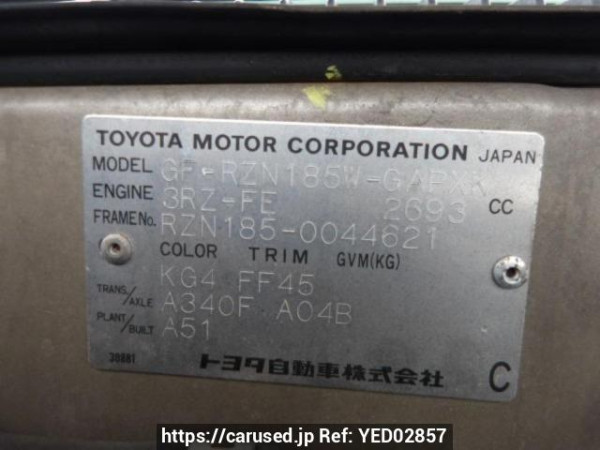 TOYOTA MOTOR CORPORATION JAPAN
MODEL GF-RZN185W-GAPXK
ENGINE 3RZ-FE 2693 CC
FRAME No. RZN185-0044621
COLOR TRIM GVM(KG)
KG4 FF45
TRANS/AXLE A340F A04B
PLANT/BUILT A51
30881 トヨタ自動車株式会社 C
https://carused.jp Ref: YED02857